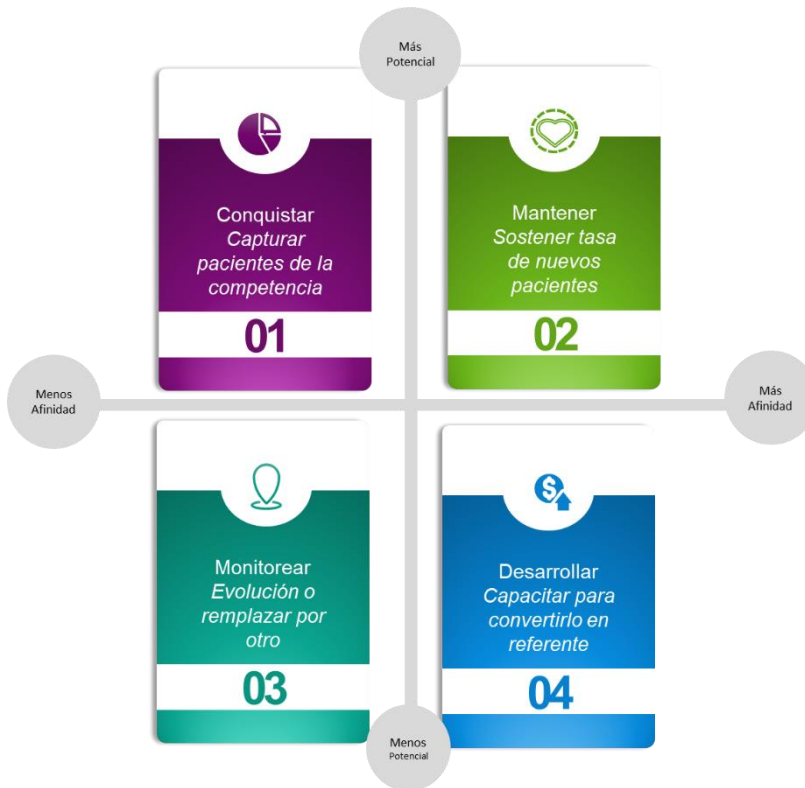 Más
Potencial
Conquistar
Capturar
pacientes de la
competencia
01
Mantener
Sostener tasa
de nuevos
pacientes
02
Menos
Afinidad
Más
Afinidad
Monitorear
Evolución o
remplazar por
otro
03
Desarrollar
Capacitar para
convertirlo en
referente
04
Menos
Potencial